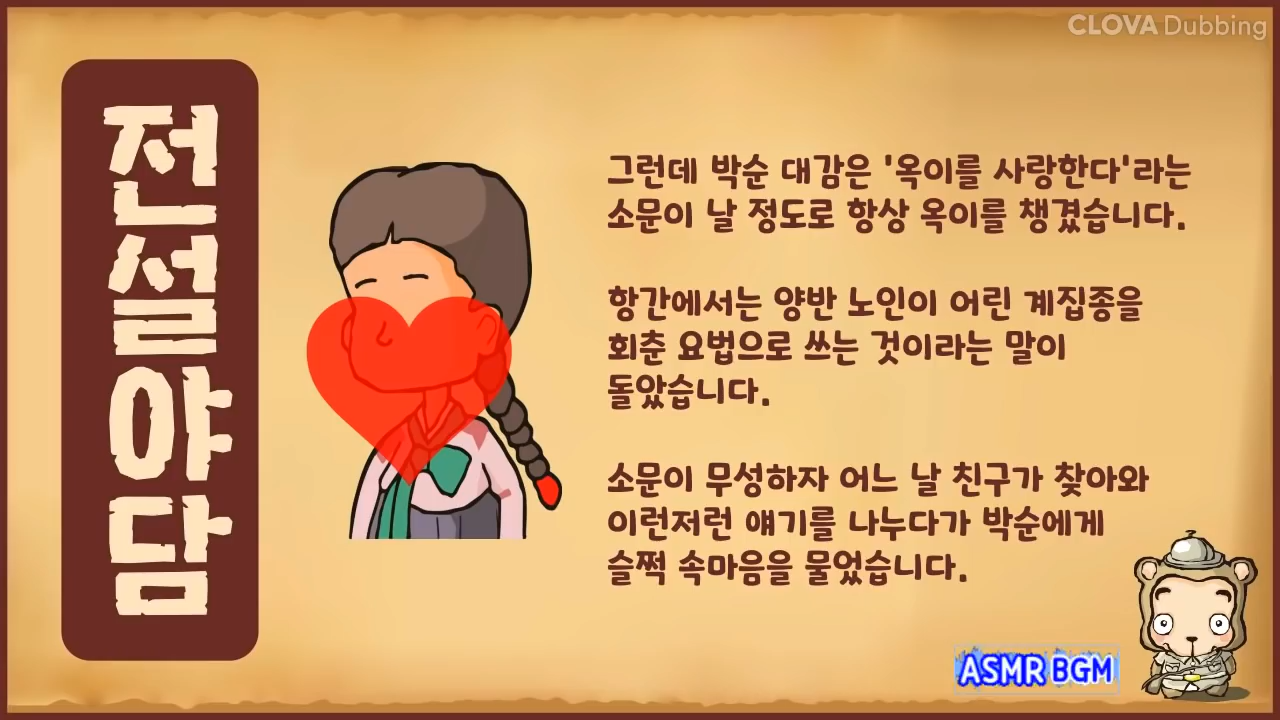 CLOVA Dubbing
전설야담
그런데 박순 대감은 '옥이를 사랑한다'라는
소문이 날 정도로 항상 옥이를 챙겼습니다.
항간에서는 양반 노인이 어린 계집종을
회춘 요법으로 쓰는 것이라는 말이
돌았습니다.
소문이 무성하자 어느 날 친구가 찾아와
이런저런 얘기를 나누다가 박순에게
슬쩍 속마음을 물었습니다.
ASMR BGM